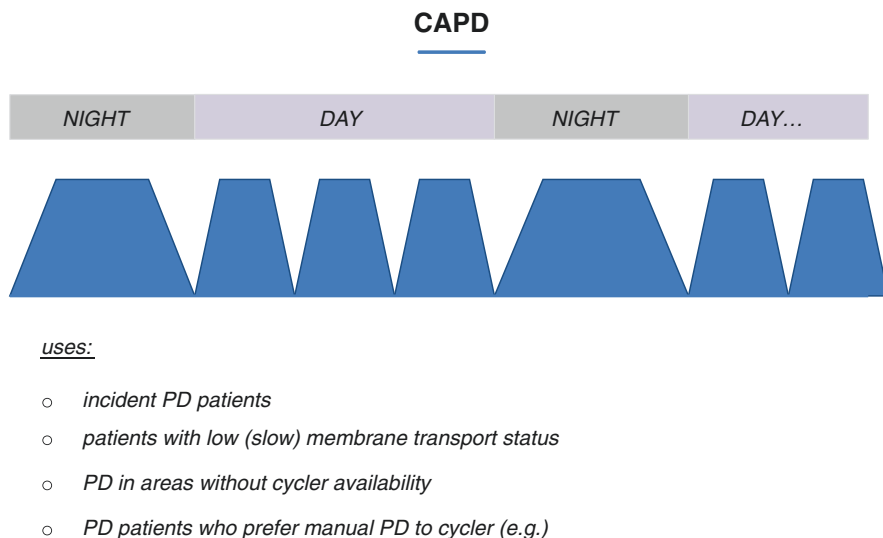 CAPD
NIGHT DAY NIGHT DAY…
uses:
○ incident PD patients
○ patients with low (slow) membrane transport status
○ PD in areas without cycler availability
○ PD patients who prefer manual PD to cycler (e.g.)